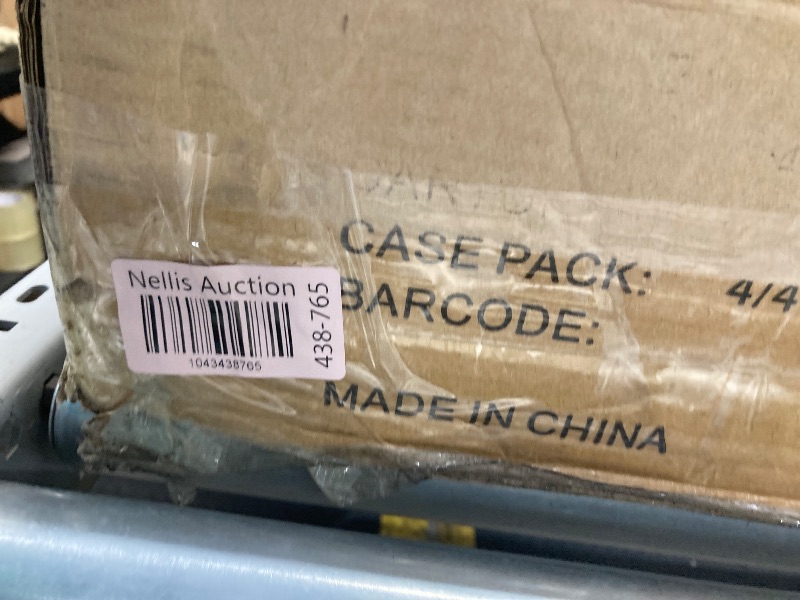 CASE PACK: 4/4
BARCODE:
MADE IN CHINA
Nellis Auction
1043438765
438-765